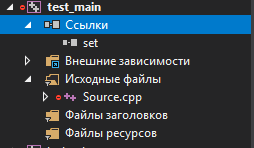 test_main
Ссылки
set
Внешние зависимости
Исходные файлы
Source.cpp
Файлы заголовков
Файлы ресурсов